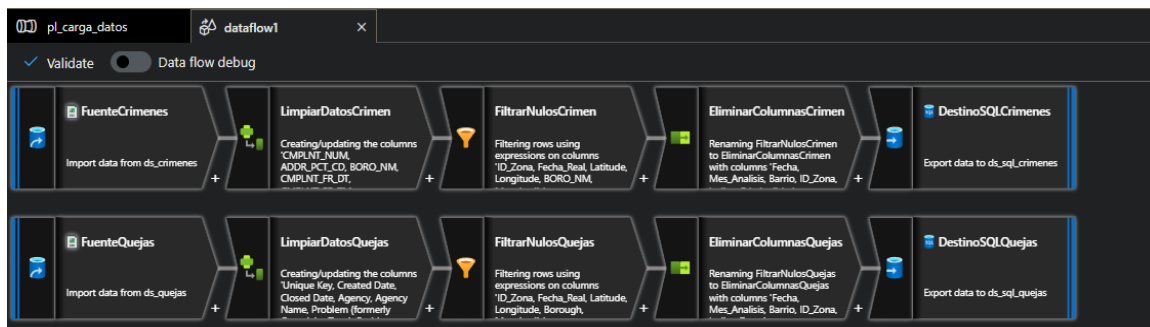 pl_carga_datos
dataflow1
Validate
Data flow debug
FuenteCrimenes
Import data from ds_crimenes
+
LimpiarDatosCrimen
Creating/updating the columns
'CMPLNT_NUM,
ADDR_PCT_CD, BORO_NM,
CMPLNT_FR_DT,
+
FiltrarNulosCrimen
Filtering rows using
expressions on columns
'ID_Zona, Fecha_Real, Latitude,
Longitude, BORO_NM,
+
EliminarColumnasCrimen
Renaming FiltrarNulosCrimen
to EliminarColumnasCrimen
with columns 'Fecha,
Mes_Analisis, Barrio, ID_Zona,
+
DestinoSQLCrimenes
Export data to ds_sql_crimenes
FuenteQuejas
Import data from ds_quejas
+
LimpiarDatosQuejas
Creating/updating the columns
'Unique Key, Created Date,
Closed Date, Agency, Agency
Name, Problem (formerly
+
FiltrarNulosQuejas
Filtering rows using
expressions on columns
'ID_Zona, Fecha_Real, Latitude,
Longitude, Borough,
+
EliminarColumnasQuejas
Renaming FiltrarNulosQuejas
to EliminarColumnasQuejas
with columns 'Fecha,
Mes_Analisis, Barrio, ID_Zona,
+
DestinoSQLQuejas
Export data to ds_sql_quejas